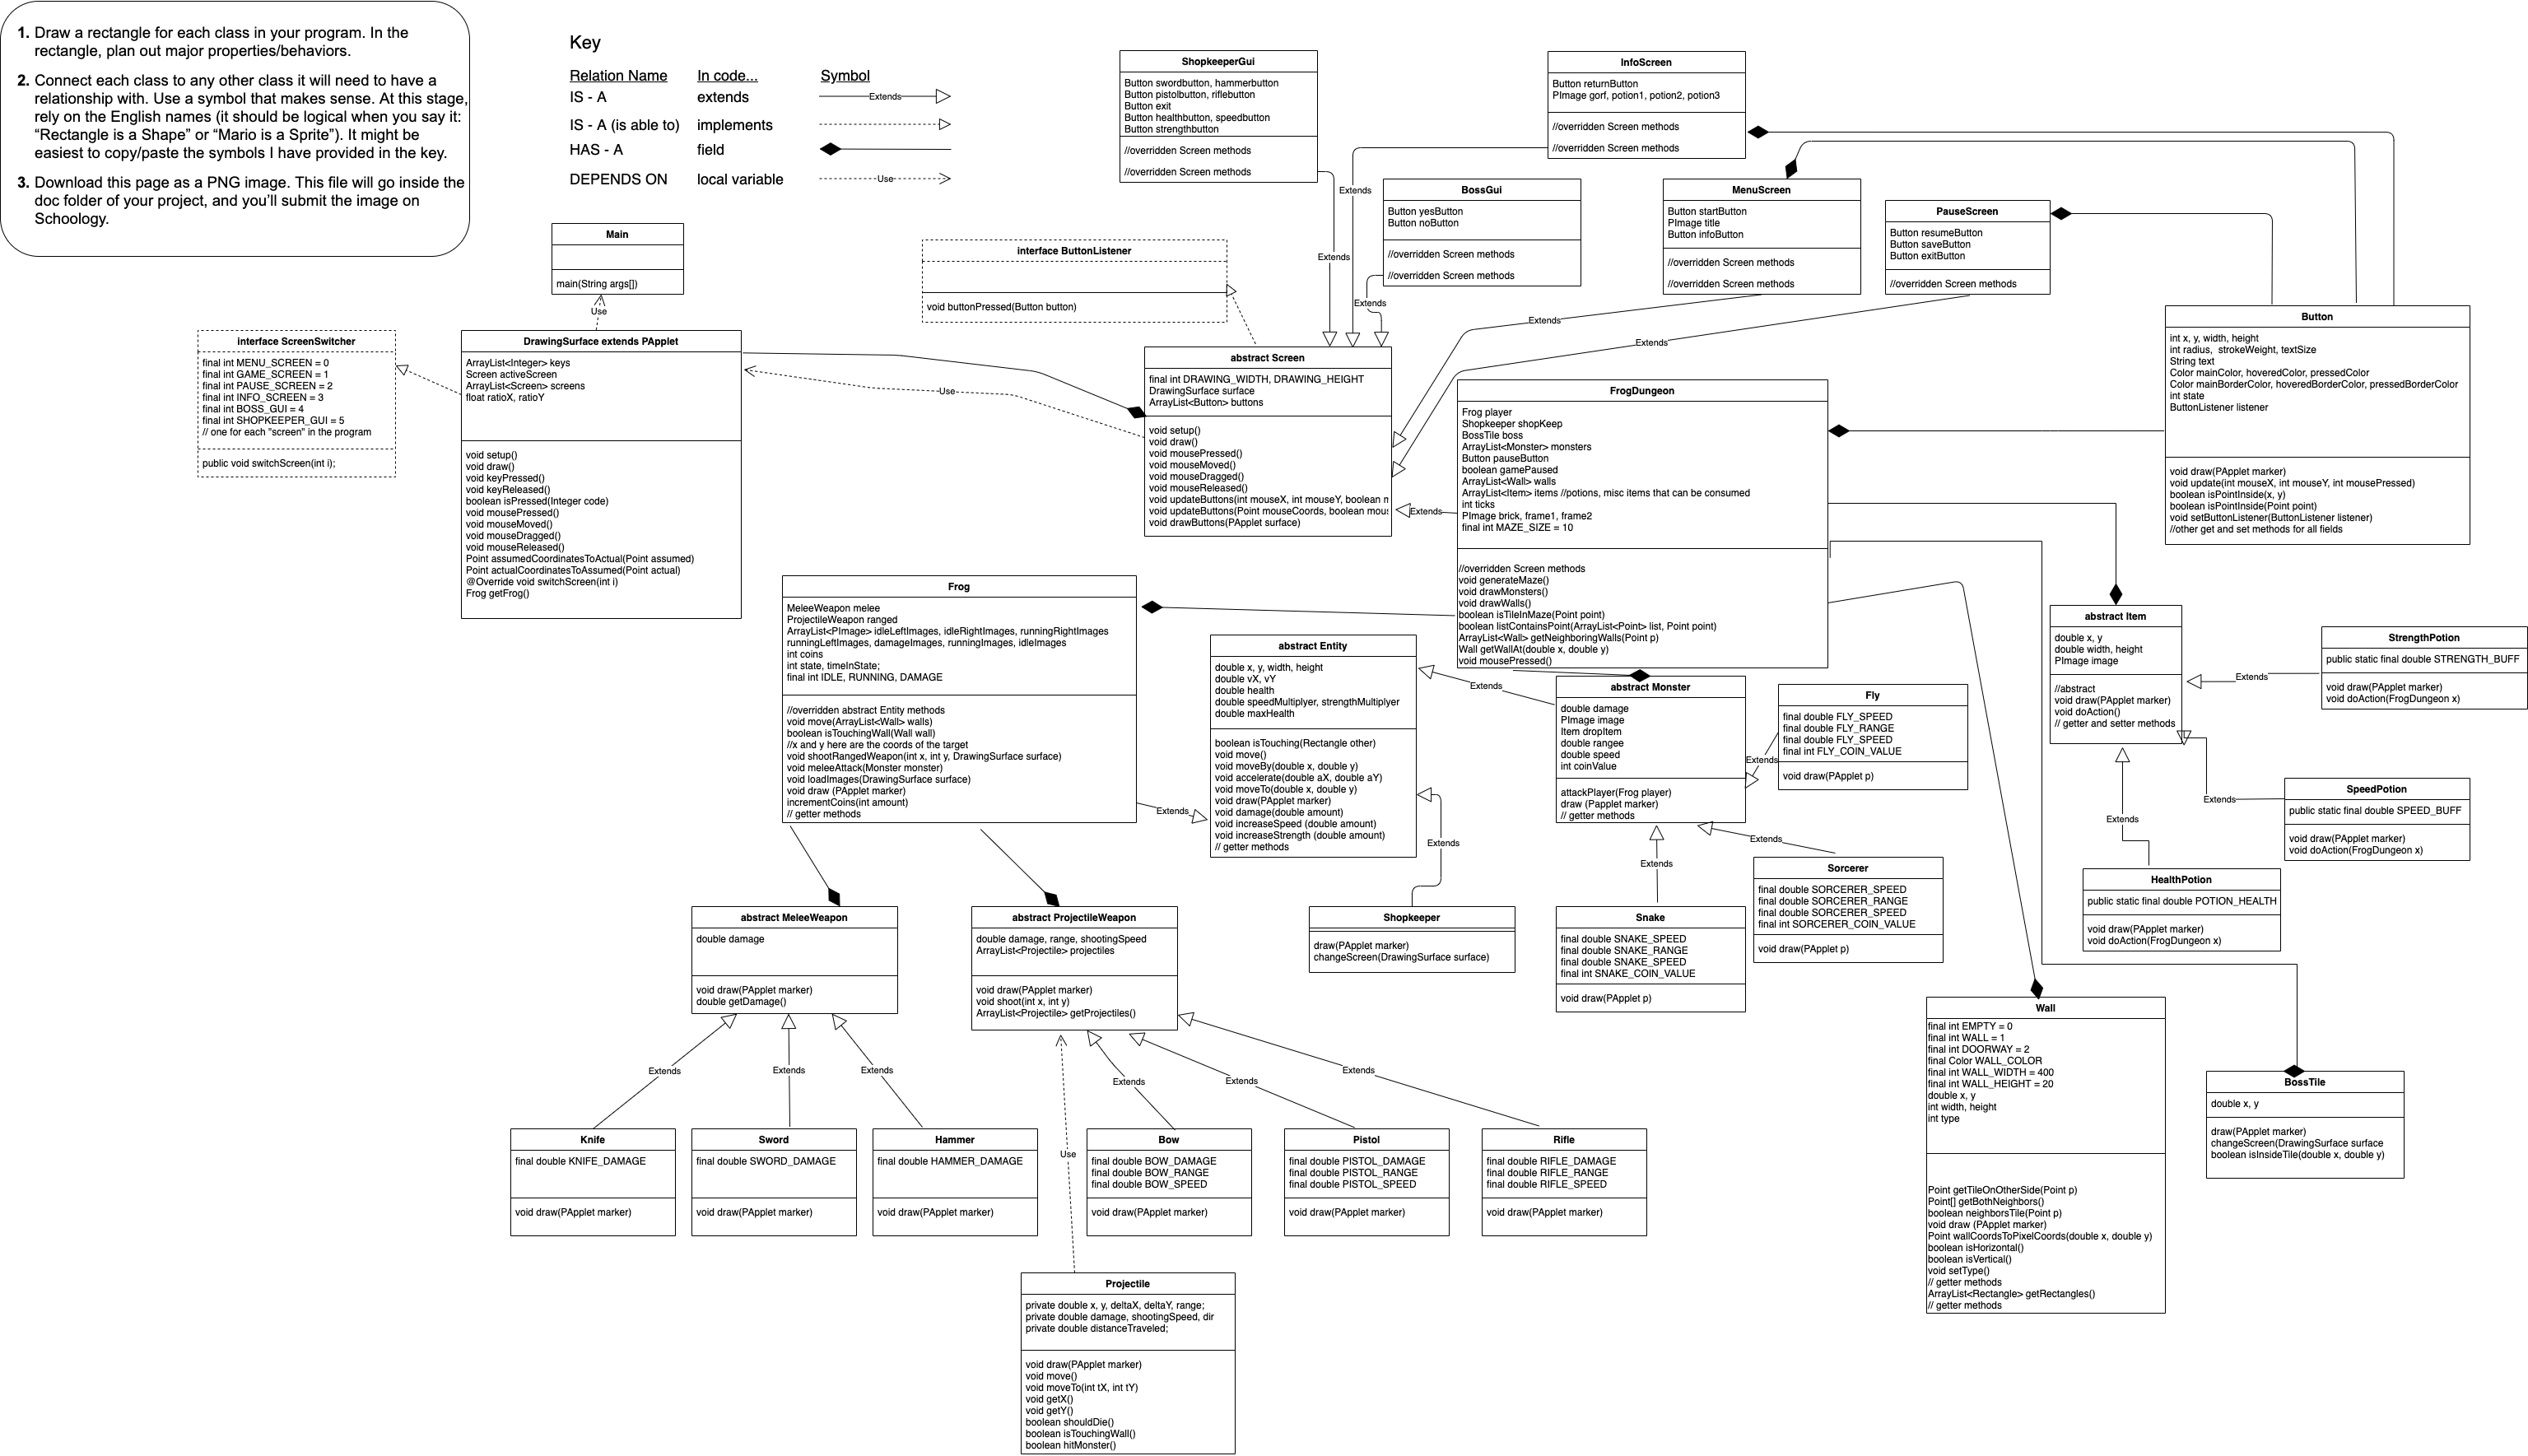 1. Draw a rectangle for each class in your program. In the
rectangle, plan out major properties/behaviors.
2. Connect each class to any other class it will need to have a
relationship with. Use a symbol that makes sense. At this stage,
rely on the English names (it should be logical when you say it:
“Rectangle is a Shape” or “Mario is a Sprite”). It might be
easiest to copy/paste the symbols I have provided in the key.
3. Download this page as a PNG image. This file will go inside the
doc folder of your project, and you’ll submit the image on
Schoology.
Key
Relation Name In code... Symbol
IS - A extends Extends
IS - A (is able to) implements
HAS - A field
DEPENDS ON local variable Use
ShopkeeperGui
Button swordbutton, hammerbutton
Button pistolbutton, riflebutton
Button exit
Button healthbutton, speedbutton
Button strengthbutton
//overridden Screen methods
//overridden Screen methods
Extends
InfoScreen
Button returnButton
PImage gorf, potion1, potion2, potion3
//overridden Screen methods
//overridden Screen methods
Extends
BossGui
Button yesButton
Button noButton
//overridden Screen methods
//overridden Screen methods
Extends
MenuScreen
Button startButton
PImage title
Button infoButton
//overridden Screen methods
//overridden Screen methods
Extends
PauseScreen
Button resumeButton
Button saveButton
Button exitButton
//overridden Screen methods
Extends
Main
main(String args[])
Use
interface ButtonListener
void buttonPressed(Button button)
interface ScreenSwitcher
final int MENU_SCREEN = 0
final int GAME_SCREEN = 1
final int PAUSE_SCREEN = 2
final int INFO_SCREEN = 3
final int BOSS_GUI = 4
final int SHOPKEEPER_GUI = 5
// one for each "screen" in the program
public void switchScreen(int i);
DrawingSurface extends PApplet
ArrayList<Integer> keys
Screen activeScreen
ArrayList<Screen> screens
float ratioX, ratioY
void setup()
void draw()
void keyPressed()
void keyReleased()
boolean isPressed(Integer code)
void mousePressed()
void mouseMoved()
void mouseDragged()
void mouseReleased()
Point assumedCoordinatesToActual(Point assumed)
Point actualCoordinatesToAssumed(Point actual)
@Override void switchScreen(int i)
Frog getFrog()
Use
abstract Screen
final int DRAWING_WIDTH, DRAWING_HEIGHT
DrawingSurface surface
ArrayList<Button> buttons
void setup()
void draw()
void mousePressed()
void mouseMoved()
void mouseDragged()
void mouseReleased()
void updateButtons(int mouseX, int mouseY, boolean
void updateButtons(Point mouseCoords, boolean
void drawButtons(PApplet surface)
Extends
FrogDungeon
Frog player
Shopkeeper shopKeep
BossTile boss
ArrayList<Monster> monsters
Button pauseButton
boolean gamePaused
ArrayList<Wall> walls
ArrayList<Item> items //potions, misc items that can be consumed
int ticks
PImage brick, frame1, frame2
final int MAZE_SIZE = 10
//overridden Screen methods
void generateMaze()
void drawMonsters()
void drawWalls()
boolean isTileInMaze(Point point)
boolean listContainsPoint(ArrayList<Point> list, Point point)
ArrayList<Wall> getNeighboringWalls(Point p)
Wall getWallAt(double x, double y)
void mousePressed()
Button
int x, y, width, height
int radius, strokeWeight, textSize
String text
Color mainColor, hoveredColor, pressedColor
Color mainBorderColor, hoveredBorderColor, pressedBorderColor
int state
ButtonListener listener
void draw(PApplet marker)
void update(int mouseX, int mouseY, int mousePressed)
boolean isPointInside(x, y)
boolean isPointInside(Point point)
void setButtonListener(ButtonListener listener)
//other get and set methods for all fields
Frog
MeleeWeapon melee
ProjectileWeapon ranged
ArrayList<PImage> idleLeftImages, idleRightImages, runningRightImages
runningLeftImages, damageImages, runningImages, idleImages
int coins
int state, timeInState;
final int IDLE, RUNNING, DAMAGE
//overridden abstract Entity methods
void move(ArrayList<Wall> walls)
boolean isTouchingWall(Wall wall)
//x and y here are the coords of the target
void shootRangedWeapon(int x, int y, DrawingSurface surface)
void meleeAttack(Monster monster)
void loadImages(DrawingSurface surface)
void draw (PApplet marker)
incrementCoins(int amount)
// getter methods
Extends
abstract Entity
double x, y, width, height
double vX, vY
double health
double speedMultiplyer, strengthMultiplyer
double maxHealth
boolean isTouching(Rectangle other)
void move()
void moveBy(double x, double y)
void accelerate(double aX, double aY)
void moveTo(double x, double y)
void draw(PApplet marker)
void damage(double amount)
void increaseSpeed (double amount)
void increaseStrength (double amount)
// getter methods
Extends
Extends
abstract Monster
double damage
PImage image
Item dropItem
double rangee
double speed
int coinValue
attackPlayer(Frog player)
draw (Papplet marker)
// getter methods
Extends
Fly
final double FLY_SPEED
final double FLY_RANGE
final double FLY_SPEED
final int FLY_COIN_VALUE
void draw(PApplet p)
Extends
Extends
Sorcerer
final double SORCERER_SPEED
final double SORCERER_RANGE
final double SORCERER_SPEED
final int SORCERER_COIN_VALUE
void draw(PApplet p)
Snake
final double SNAKE_SPEED
final double SNAKE_RANGE
final double SNAKE_SPEED
final int SNAKE_COIN_VALUE
void draw(PApplet p)
Shopkeeper
draw(PApplet marker)
changeScreen(DrawingSurface surface)
abstract Item
double x, y
double width, height
PImage image
//abstract
void draw(PApplet marker)
void doAction()
// getter and setter methods
Extends
StrengthPotion
public static final double STRENGTH_BUFF
void draw(PApplet marker)
void doAction(FrogDungeon x)
Extends
SpeedPotion
public static final double SPEED_BUFF
void draw(PApplet marker)
void doAction(FrogDungeon x)
Extends
HealthPotion
public static final double POTION_HEALTH
void draw(PApplet marker)
void doAction(FrogDungeon x)
abstract MeleeWeapon
double damage
void draw(PApplet marker)
double getDamage()
abstract ProjectileWeapon
double damage, range, shootingSpeed
ArrayList<Projectile> projectiles
void draw(PApplet marker)
void shoot(int x, int y)
ArrayList<Projectile> getProjectiles()
Extends
Extends
Extends
Extends
Extends
Extends
Use
Knife
final double KNIFE_DAMAGE
void draw(PApplet marker)
Sword
final double SWORD_DAMAGE
void draw(PApplet marker)
Hammer
final double HAMMER_DAMAGE
void draw(PApplet marker)
Bow
final double BOW_DAMAGE
final double BOW_RANGE
final double BOW_SPEED
void draw(PApplet marker)
Pistol
final double PISTOL_DAMAGE
final double PISTOL_RANGE
final double PISTOL_SPEED
void draw(PApplet marker)
Rifle
final double RIFLE_DAMAGE
final double RIFLE_RANGE
final double RIFLE_SPEED
void draw(PApplet marker)
Wall
final int EMPTY = 0
final int WALL = 1
final int DOORWAY = 2
final Color WALL_COLOR
final int WALL_WIDTH = 400
final int WALL_HEIGHT = 20
double x, y
int width, height
int type
Point getTileOnOtherSide(Point p)
Point[] getBothNeighbors()
boolean neighborsTile(Point p)
void draw (PApplet marker)
Point wallCoordsToPixelCoords(double x, double y)
boolean isHorizontal()
boolean isVertical()
void setType()
// getter methods
ArrayList<Rectangle> getRectangles()
// getter methods
BossTile
double x, y
draw(PApplet marker)
changeScreen(DrawingSurface surface
boolean isInsideTile(double x, double y)
Projectile
private double x, y, deltaX, deltaY, range;
private double damage, shootingSpeed, dir
private double distanceTraveled;
void draw(PApplet marker)
void move()
void moveTo(int tX, int tY)
void getX()
void getY()
boolean shouldDie()
boolean isTouchingWall()
boolean hitMonster()